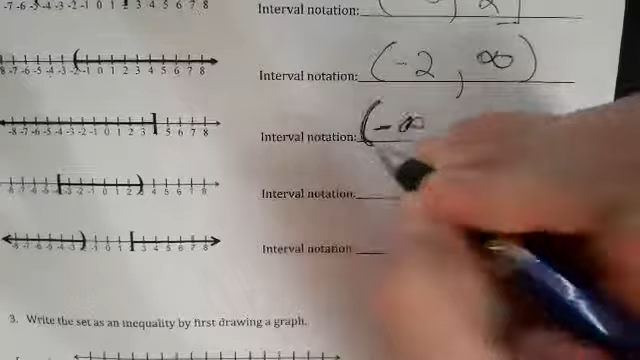 -7 -6 -5 -4 -3 -2 -1 0 1 2 3 4 5 6 7 8
Interval notation:
-8 -7 -6 -5 -4 -3 -2 -1 0 1 2 3 4 5 6 7 8
Interval notation: (-2, ∞)
-8 -7 -6 -5 -4 -3 -2 -1 0 1 2 3 4 5 6 7 8
Interval notation: (-∞
Interval notation:
Interval notation
3. Write the set as an inequality by first drawing a graph.